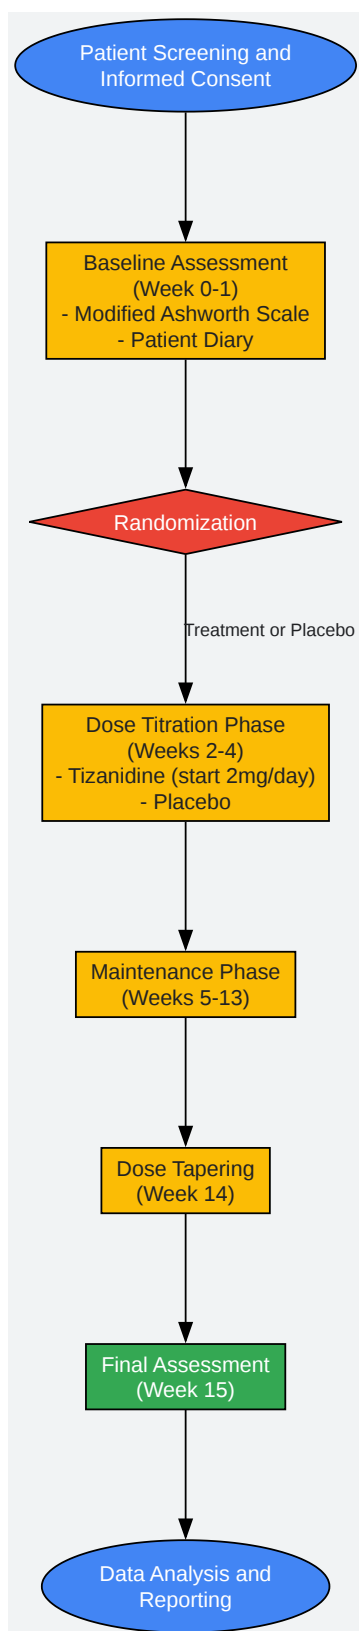 Patient Screening and
Informed Consent
Baseline Assessment
(Week 0-1)
- Modified Ashworth Scale
- Patient Diary
Randomization
Treatment or Placebo
Dose Titration Phase
(Weeks 2-4)
- Tizanidine (start 2mg/day)
- Placebo
Maintenance Phase
(Weeks 5-13)
Dose Tapering
(Week 14)
Final Assessment
(Week 15)
Data Analysis and
Reporting